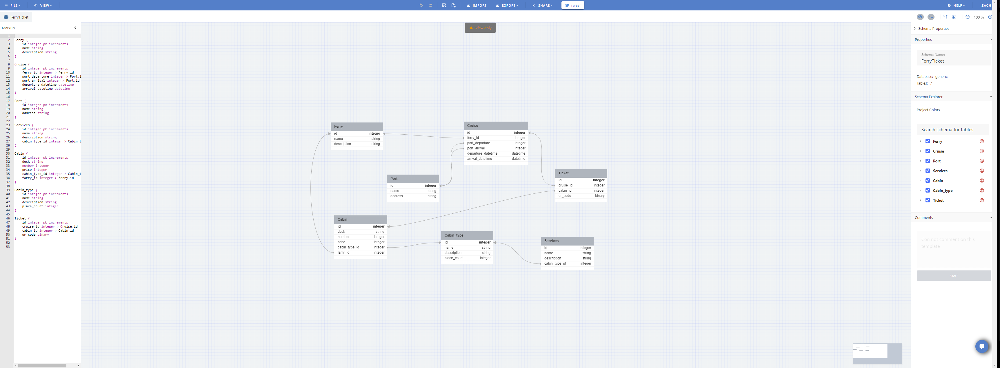 FILE
VIEW
IMPORT
EXPORT
SHARE
TWEET
HELP
ZACH
FerryTicket
+
100 %
Markup
View only
1
2 Ferry {
3 id integer pk increments
4 name string
5 description string
6 }
7
8 Cruise {
9 id integer pk increments
10 ferry_id integer > Ferry.id
11 port_departure integer > Port.i
12 port_arrival integer > Port.id
13 departure_datetime datetime
14 arrival_datetime datetime
15 }
16
17 Port {
18 id integer pk increments
19 name string
20 address string
21 }
22
23 Services {
24 id integer pk increments
25 name string
26 description string
27 cabin_type_id integer > Cabin_t
28 }
29
30 Cabin {
31 id integer pk increments
32 deck string
33 number integer
34 price integer
35 cabin_type_id integer > Cabin_t
36 farry_id integer > Ferry.id
37 }
38
39 Cabin_type {
40 id integer pk increments
41 name string
42 description string
43 place_count integer
44 }
45
46 Ticket {
47 id integer pk increments
48 cruise_id integer > Cruise.id
49 cabin_id integer > Cabin.id
50 qr_code binary
51 }
52
53
Ferry
id integer
name string
description string
Cruise
id integer
ferry_id integer
port_departure integer
port_arrival integer
departure_datetime datetime
arrival_datetime datetime
Port
id integer
name string
address string
Ticket
id integer
cruise_id integer
cabin_id integer
qr_code binary
Cabin
id integer
deck string
number integer
price integer
cabin_type_id integer
farry_id integer
Cabin_type
id integer
name string
description string
place_count integer
Services
id integer
name string
description string
cabin_type_id integer
Schema Properties
Properties
Schema Name:
FerryTicket
Database: generic
Tables: 7
Schema Explorer
Project Colors
Search schema for tables
Ferry
Cruise
Port
Services
Cabin
Cabin_type
Ticket
Comments
Con not comment on this
template
SAVE